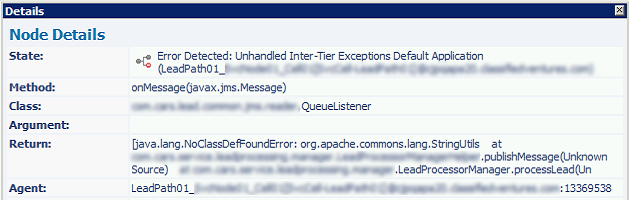 Details
Node Details
State: Error Detected: Unhandled Inter-Tier Exceptions Default Application
(LeadPath01_
Method: onMessage(javax.jms.Message)
Class: QueueListener
Argument:
Return: [java.lang.NoClassDefFoundError: org.apache.commons.lang.StringUtils at
.publishMessage(Unknown
Source) .LeadProcessorManager.processLead(Un
Agent: LeadPath01_ :13369538